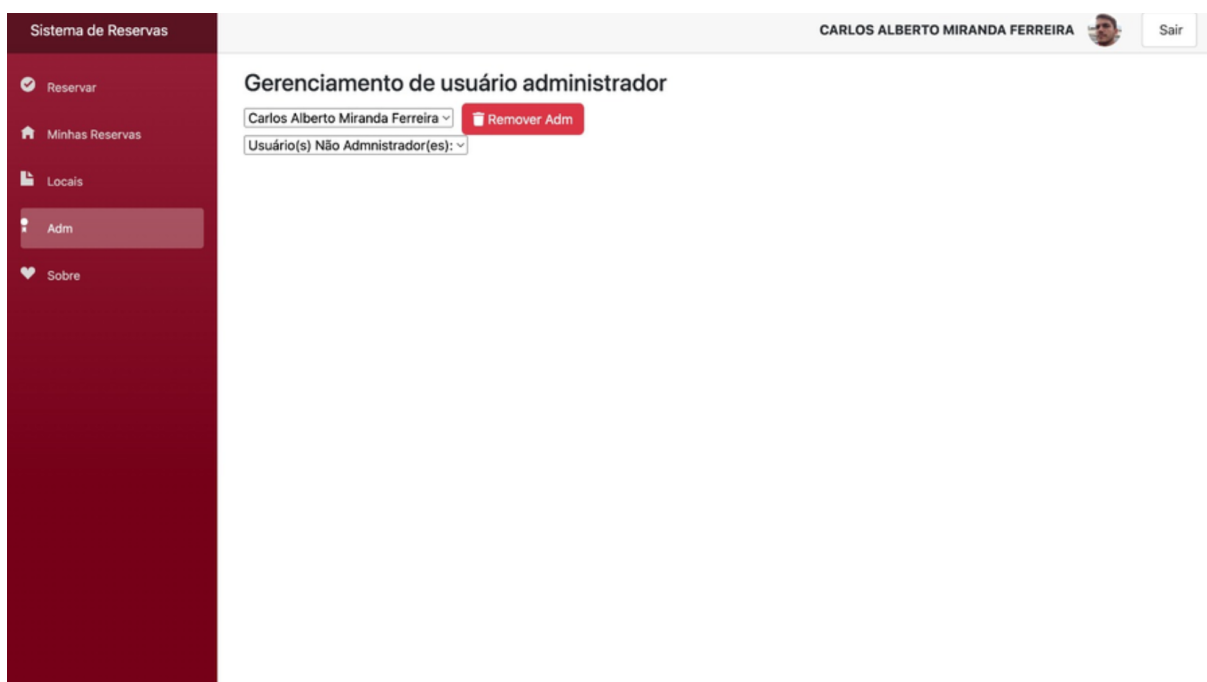 Sistema de Reservas
CARLOS ALBERTO MIRANDA FERREIRA
Sair
Reservar
Minhas Reservas
Locais
Adm
Sobre
Gerenciamento de usuário administrador
Carlos Alberto Miranda Ferreira
Remover Adm
Usuário(s) Não Admnistrador(es):